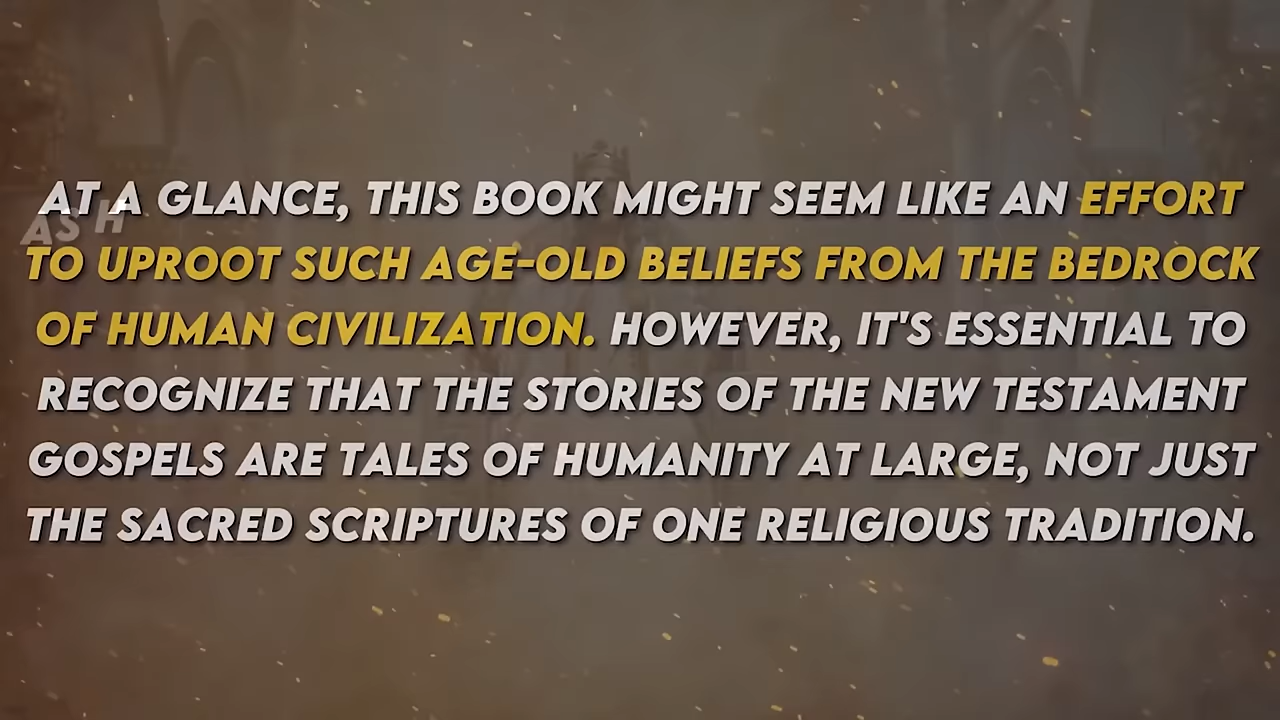 AT A GLANCE, THIS BOOK MIGHT SEEM LIKE AN EFFORT
AS H
TO UPROOT SUCH AGE-OLD BELIEFS FROM THE BEDROCK
OF HUMAN CIVILIZATION. HOWEVER, IT'S ESSENTIAL TO
RECOGNIZE THAT THE STORIES OF THE NEW TESTAMENT
GOSPELS ARE TALES OF HUMANITY AT LARGE, NOT JUST
THE SACRED SCRIPTURES OF ONE RELIGIOUS TRADITION.